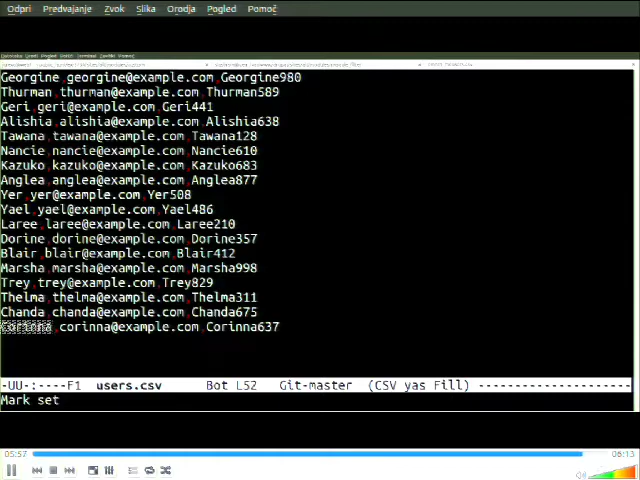 Odpri Predvajanje Zvok Slika Orodja Pogled Pomoč
Georgine,georgine@example.com,Georgine980
Thurman,thurman@example.com,Thurman589
Geri,geri@example.com,Geri441
Alishia,alishia@example.com,Alishia638
Tawana,tawana@example.com,Tawana128
Nancie,nancie@example.com,Nancie610
Kazuko,kazuko@example.com,Kazuko683
Anglea,anglea@example.com,Anglea877
Yer,yer@example.com,Yer508
Yael,yael@example.com,Yael486
Laree,laree@example.com,Laree210
Dorine,dorine@example.com,Dorine357
Blair,blair@example.com,Blair412
Marsha,marsha@example.com,Marsha998
Trey,trey@example.com,Trey829
Thelma,thelma@example.com,Thelma311
Chanda,chanda@example.com,Chanda675
,corinna@example.com,Corinna637
-UU-:----F1 users.csv Bot L52 Git-master (CSV yas Fill) ---------------------
Mark set
05:57 06:13